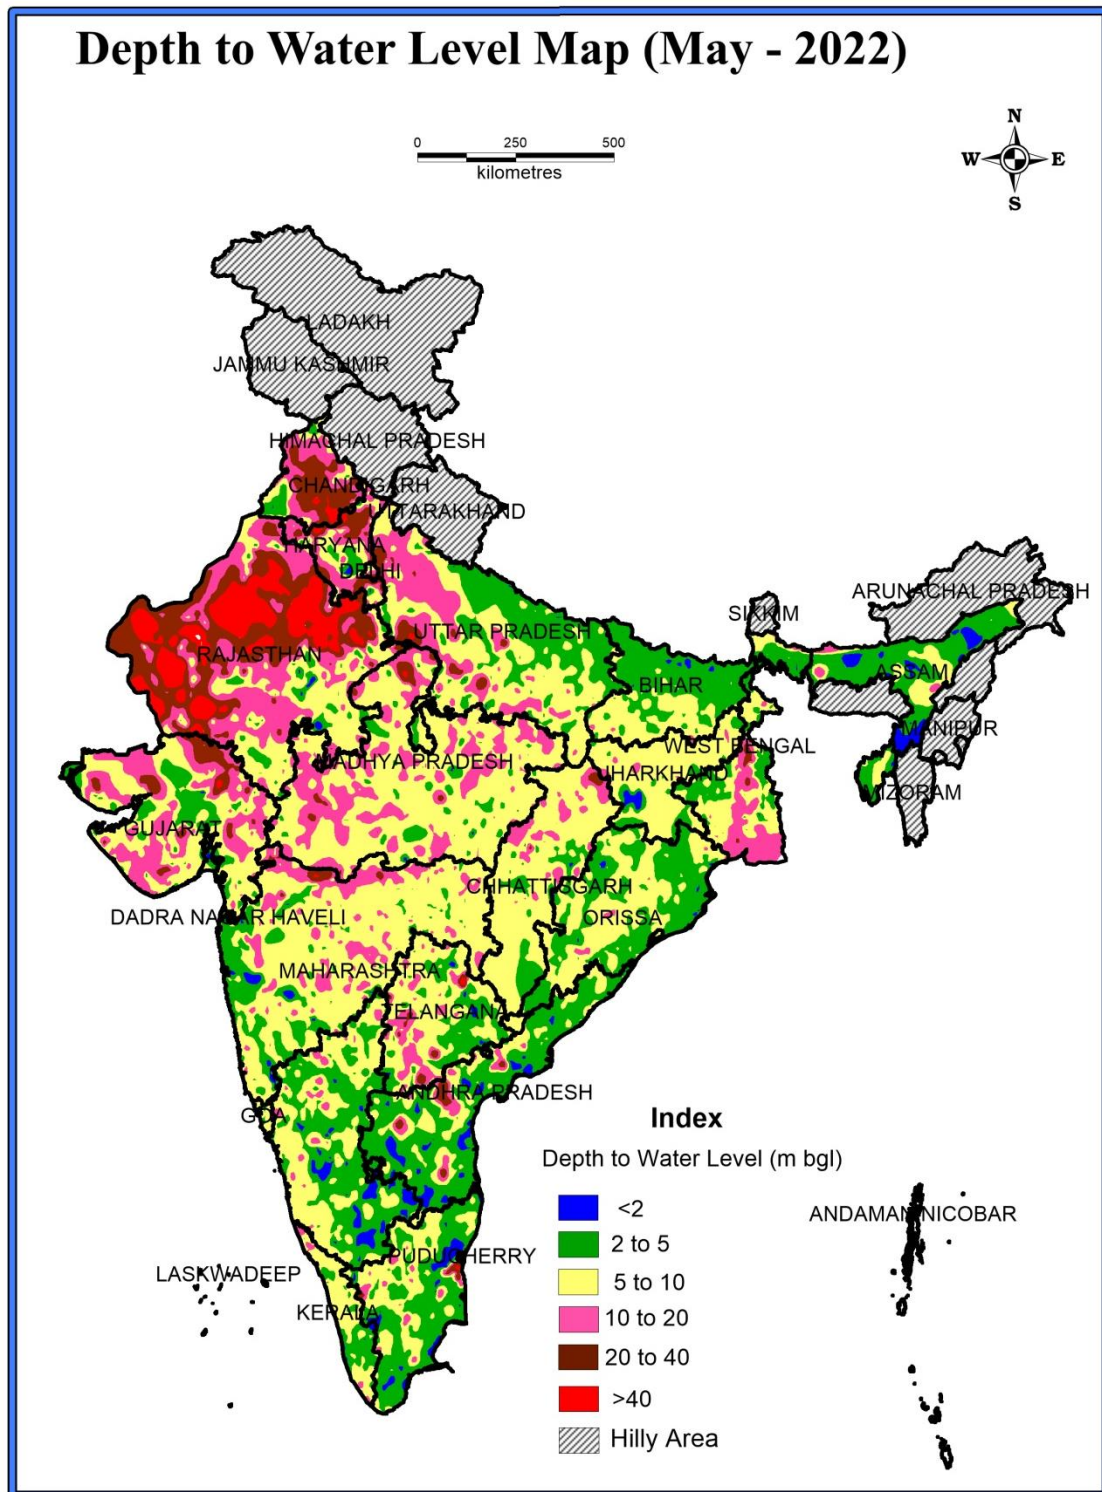 Depth to Water Level Map (May - 2022)
0 250 500
kilometres
N
W E
S
LADAKH
JAMMU KASHMIR
HIMACHAL PRADESH
CHANDIGARH
UTTARAKHAND
HARYANA
DELHI
ARUNACHAL PRADESH
SIKKIM
UTTAR PRADESH
RAJASTHAN
ASSAM
BIHAR
MANIPUR
WEST BENGAL
MADHYA PRADESH
JHARKHAND
MIZORAM
GUJARAT
CHHATTISGARH
DADRA NAGAR HAVELI
ORISSA
MAHARASHTRA
TELANGANA
ANDHRA PRADESH
GOA
Index
Depth to Water Level (m bgl)
<2
2 to 5
5 to 10
10 to 20
20 to 40
>40
Hilly Area
ANDAMAN NICOBAR
PUDUCHERRY
LASKWADEEP
KERALA